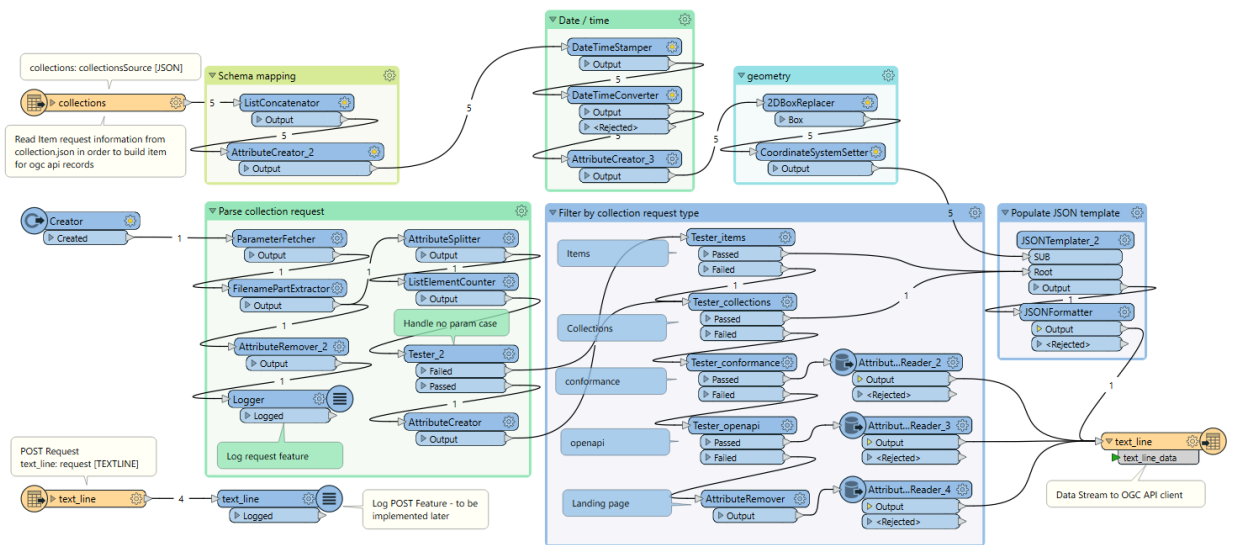 collections: collectionsSource [JSON]
collections
5
Read Item request information from
collection.json in order to build item
for ogc api records
Schema mapping
ListConcatenator
Output
5
AttributeCreator_2
Output
5
Date / time
DateTimeStamper
Output
5
DateTimeConverter
Output
<Rejected>
5
AttributeCreator_3
Output
5
geometry
2DBoxReplacer
Box
5
CoordinateSystemSetter
Output
5
Creator
Created
1
Parse collection request
ParameterFetcher
Output
1
FilenamePartExtractor
Output
1
1
AttributeRemover_2
Output
1
Logger
Logged
Log request feature
AttributeSplitter
Output
1
ListElementCounter
Output
Handle no param case
Tester_2
Failed
Passed
1
AttributeCreator
Output
Filter by collection request type
Items
Tester_items
Passed
Failed
1
Collections
Tester_collections
Passed
Failed
1
conformance
Tester_conformance
Passed
Failed
Attribut...Reader_2
Output
<Rejected>
openapi
Tester_openapi
Passed
Failed
Attribut...Reader_3
Output
<Rejected>
Landing page
AttributeRemover
Output
Attribut...Reader_4
Output
<Rejected>
Populate JSON template
JSONTemplater_2
SUB
Root
Output
1
JSONFormatter
Output
<Rejected>
1
text_line
text_line_data
Data Stream to OGC API client
POST Request
text_line: request [TEXTLINE]
text_line
4
text_line
Logged
Log POST Feature - to be
implemented later